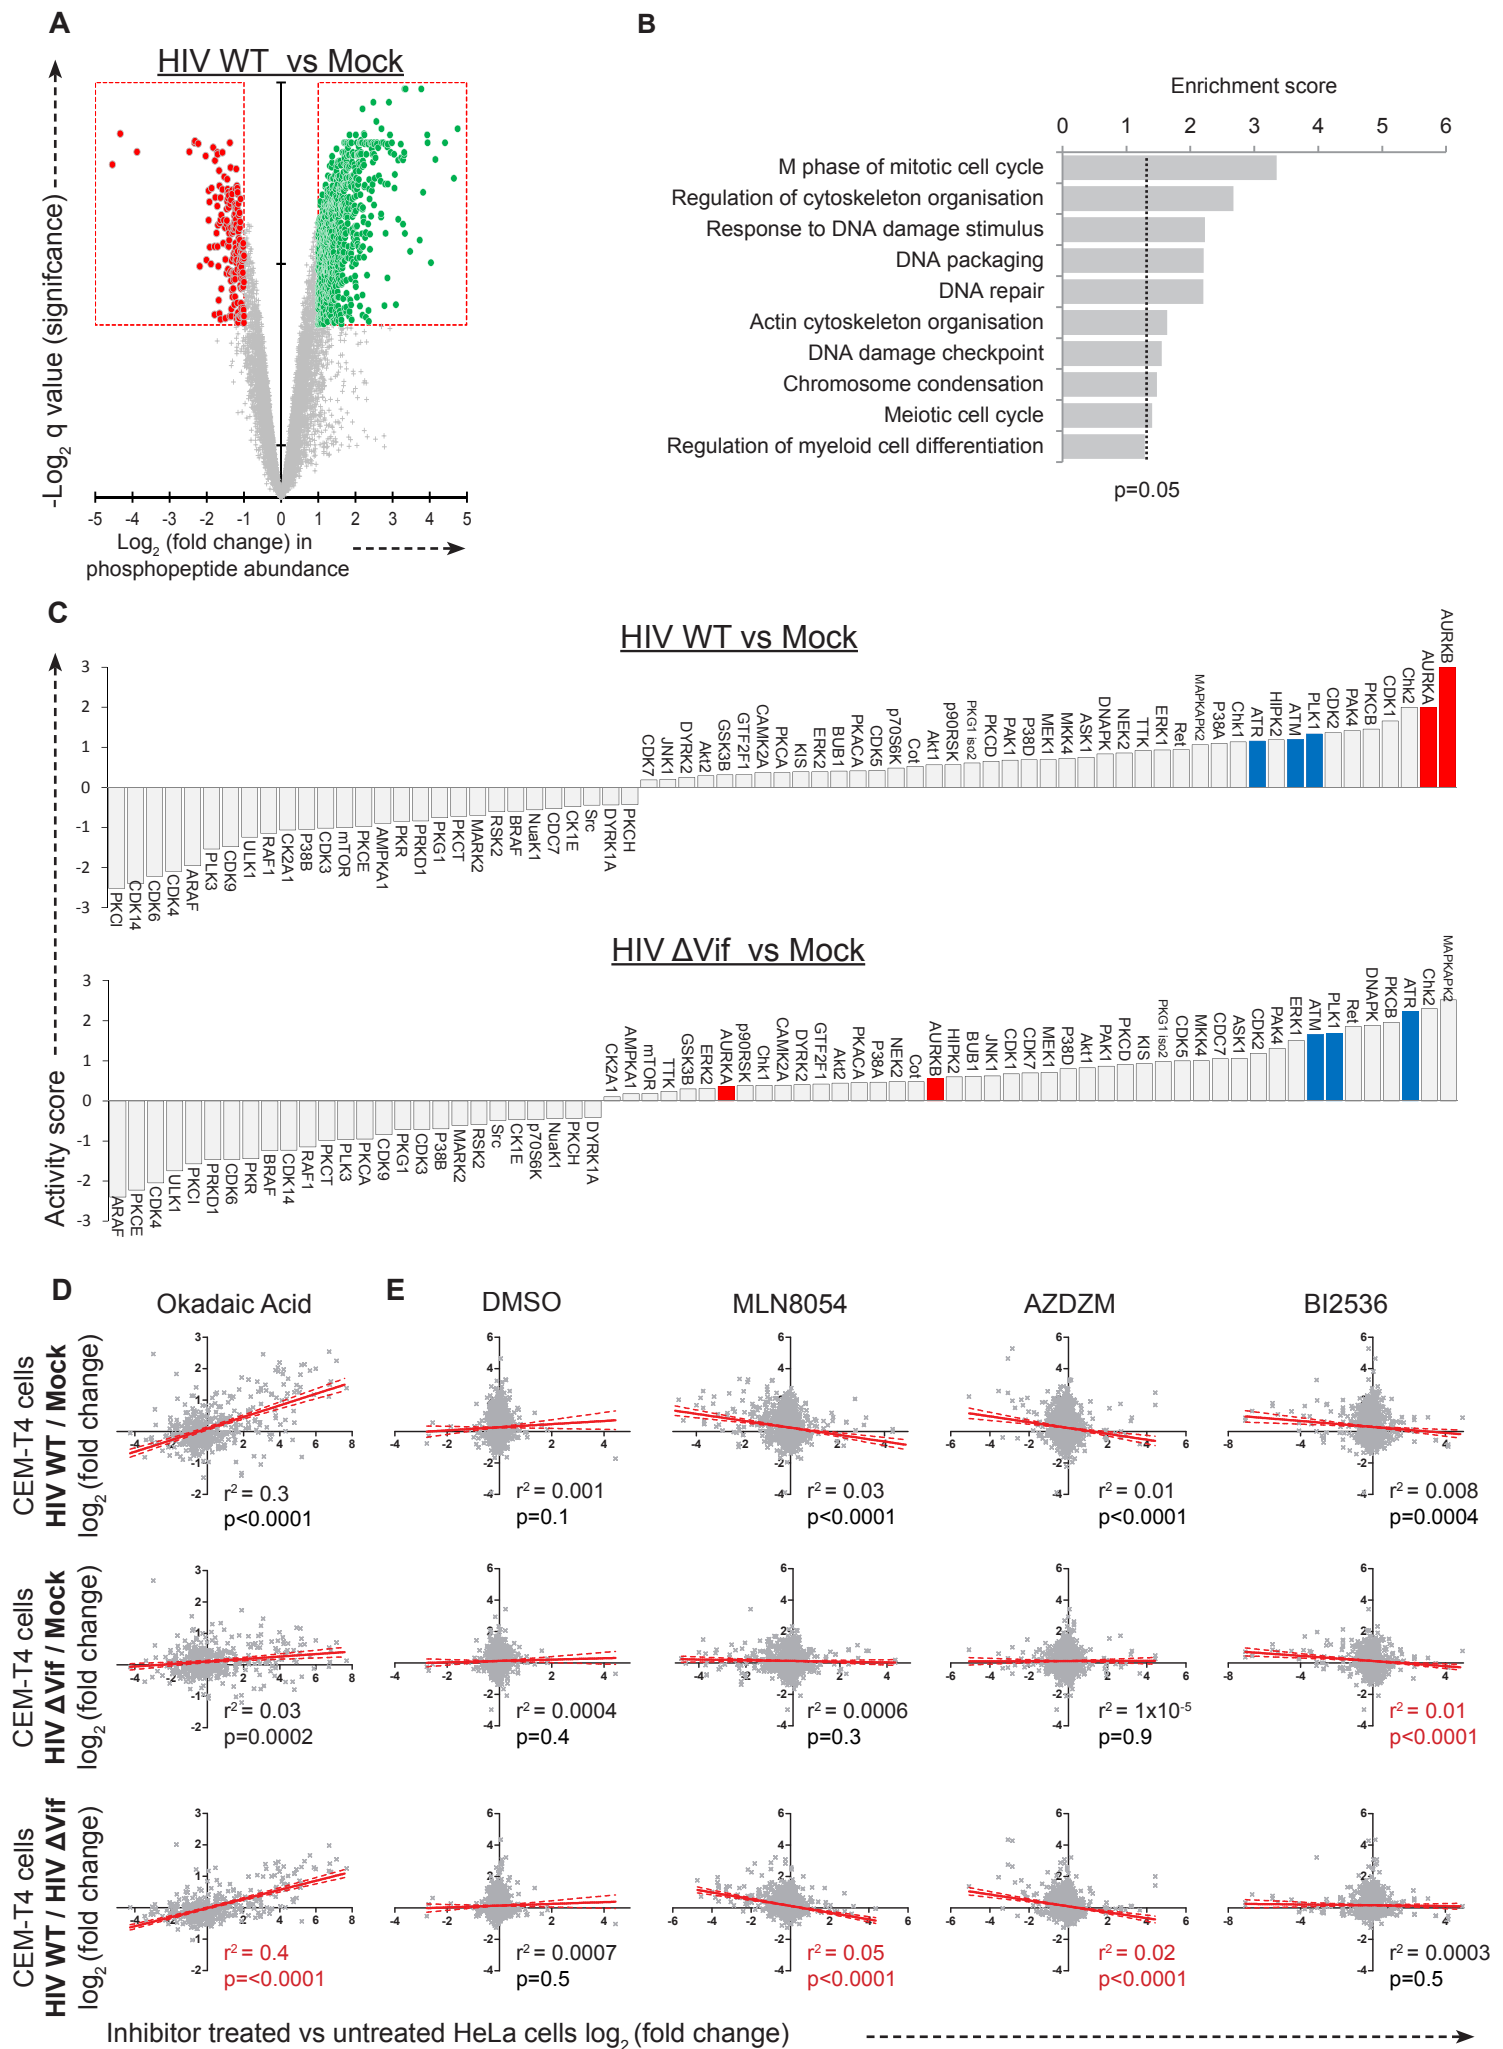 A
HIV WT vs Mock
-Log2 q value (signifcance)
-5 -4 -3 -2 -1 0 1 2 3 4 5
Log2 (fold change) in
phosphopeptide abundance
B
Enrichment score
0 1 2 3 4 5 6
M phase of mitotic cell cycle
Regulation of cytoskeleton organisation
Response to DNA damage stimulus
DNA packaging
DNA repair
Actin cytoskeleton organisation
DNA damage checkpoint
Chromosome condensation
Meiotic cell cycle
Regulation of myeloid cell differentiation
p=0.05
C
HIV WT vs Mock
Activity score
3
2
1
0
-1
-2
-3
PKCI CDK14 CDK6 CDK4 ARAF PLK3 CDK9 ULK1 RAF1 CK2A1 P38B CDK3 mTOR PKCE AMPKA1 PKR PRKD1 PKG1 PKCT MARK2 RSK2 BRAF NuaK1 CDC7 CK1E Src DYRK1A PKCH
CDK7 JNK1 DYRK2 Akt2 GSK3B GTF2F1 CAMK2A PKCA KIS ERK2 BUB1 PKACA CDK5 p70S6K Cot Akt1 p90RSK PKG1 iso2 PKCD PAK1 P38D MEK1 MKK4 ASK1 DNAPK NEK2 TTK ERK1 Ret MAPKAPK2 P38A Chk1 ATR HIPK2 ATM PLK1 CDK2 PAK4 PKCB CDK1 Chk2 AURKA AURKB
HIV ΔVif vs Mock
3
2
1
0
-1
-2
-3
ARAF PKCE CDK4 ULK1 PKCI PRKD1 CDK6 PKR BRAF CDK14 RAF1 PKCT PLK3 PKCA CDK9 PKG1 CDK3 P38B MARK2 RSK2 Src CK1E p70S6K NuaK1 PKCH DYRK1A
CK2A1 AMPKA1 mTOR TTK GSK3B ERK2 AURKA p90RSK Chk1 CAMK2A DYRK2 GTF2F1 Akt2 PKACA P38A NEK2 Cot AURKB HIPK2 BUB1 JNK1 CDK1 CDK7 MEK1 P38D Akt1 PAK1 PKCD KIS PKG1 iso2 CDK5 MKK4 CDC7 ASK1 CDK2 PAK4 ERK1 ATM PLK1 Ret DNAPK PKCB ATR Chk2 MAPKAPK2
D
Okadaic Acid
E
DMSO
MLN8054
AZDZM
BI2536
CEM-T4 cells
HIV WT / Mock
log2 (fold change)
r2 = 0.3
p<0.0001
r2 = 0.001
p=0.1
r2 = 0.03
p<0.0001
r2 = 0.01
p<0.0001
r2 = 0.008
p=0.0004
CEM-T4 cells
HIV ΔVif / Mock
log2 (fold change)
r2 = 0.03
p=0.0002
r2 = 0.0004
p=0.4
r2 = 0.0006
p=0.3
r2 = 1x10-5
p=0.9
r2 = 0.01
p<0.0001
CEM-T4 cells
HIV WT / HIV ΔVif
log2 (fold change)
r2 = 0.4
p=<0.0001
r2 = 0.0007
p=0.5
r2 = 0.05
p<0.0001
r2 = 0.02
p<0.0001
r2 = 0.0003
p=0.5
Inhibitor treated vs untreated HeLa cells log2 (fold change)